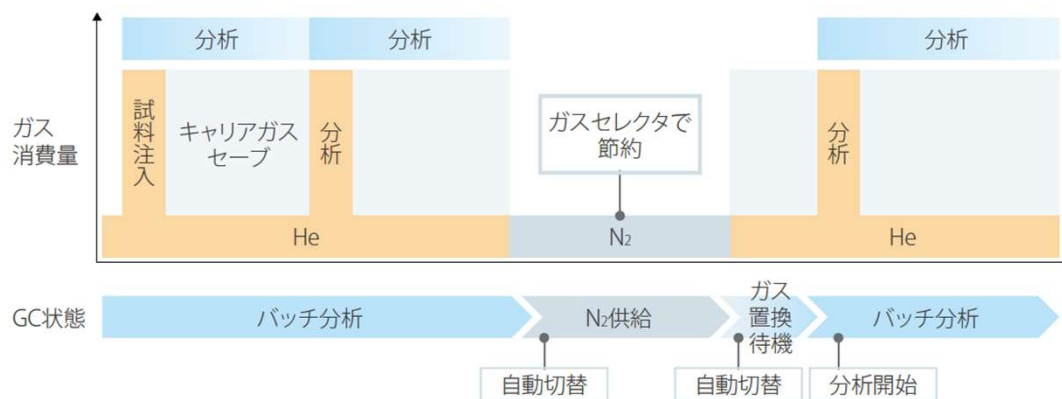 分析
分析
分析
ガス
消費量
試料注入
キャリアガス
セーブ
分析
ガスセレクタで
節約
分析
He
N2
He
GC状態
バッチ分析
N2供給
ガス
置換
待機
バッチ分析
自動切替
自動切替
分析開始